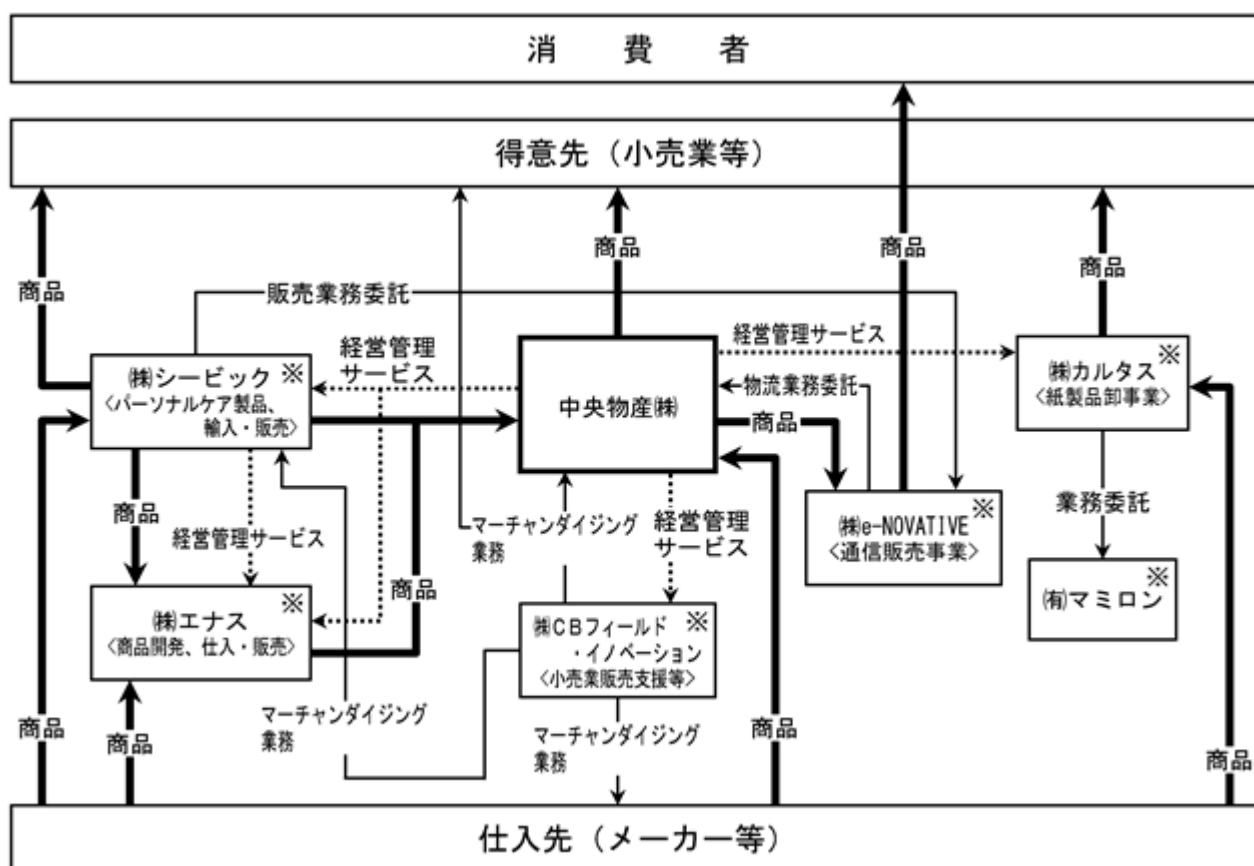 消　費　者
得意先（小売業等）
商品
商品
商品
商品
販売業務委託
経営管理
サービス
経営管理サービス
㈱シービック ※
〈パーソナルケア製品、
輸入・販売〉
中央物産㈱
物流業務委託
商品
㈱カルタス ※
〈紙製品卸事業〉
商品
経営管理サービス
マーチャンダイジング
業務
経営管理
サービス
㈱e-NOVATIVE ※
〈通信販売事業〉
業務委託
㈱エナス ※
〈商品開発、仕入・販売〉
商品
㈱ＣＢフィールド ※
・イノベーション
〈小売業販売支援等〉
㈲マミロン ※
商品
商品
マーチャンダイジング
業務
マーチャンダイジング
業務
商品
商品
仕入先（メーカー等）